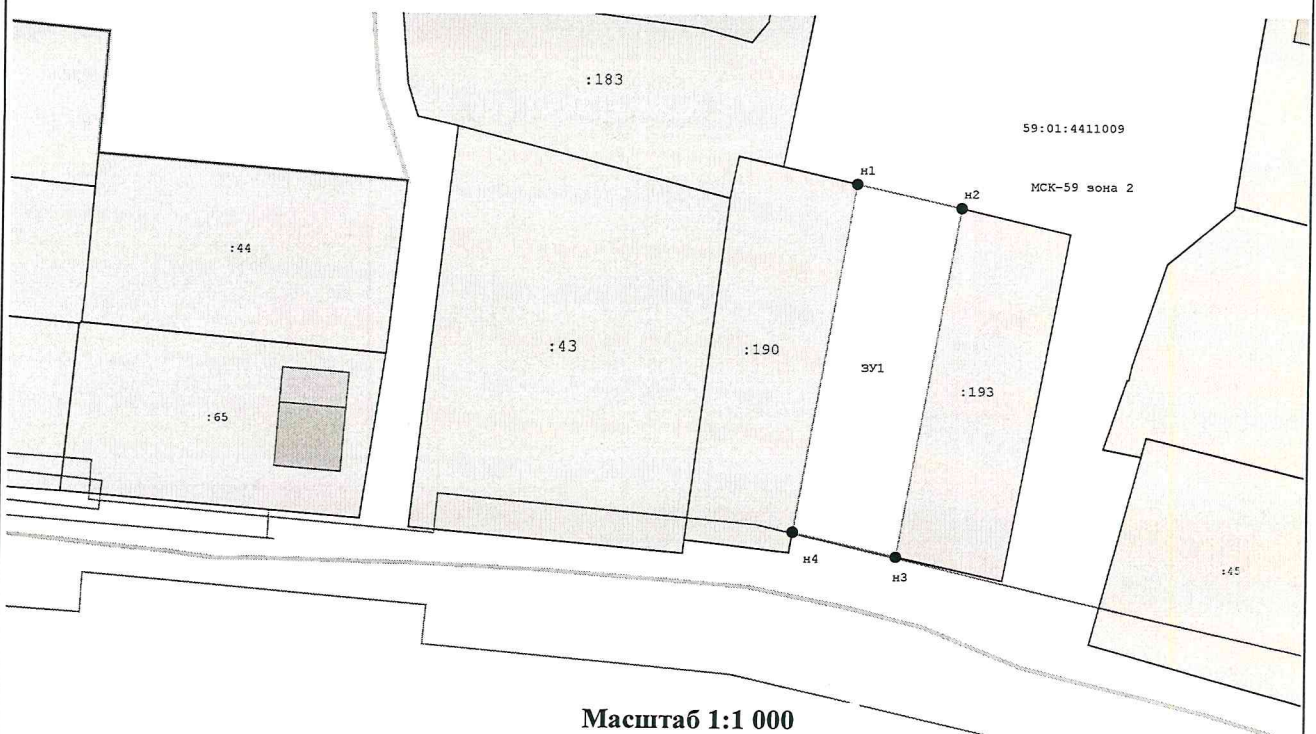 :183
59:01:4411009
н1
МСК-59 зона 2
н2
:44
:43
:190
ЗУ1
:193
:65
н4
н3
:45
Масштаб 1:1 000